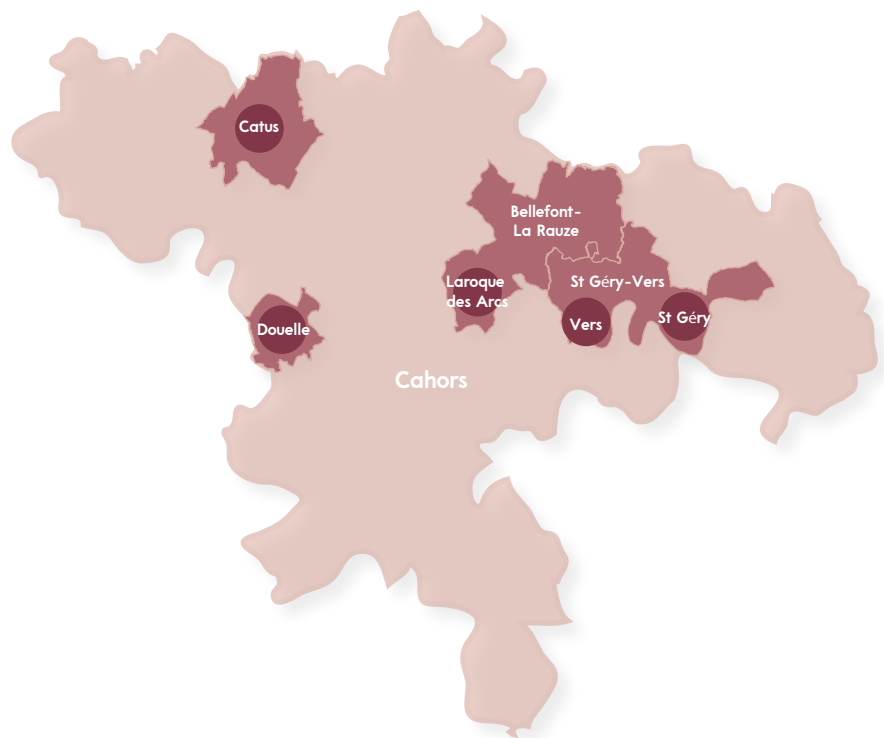 Catus
Bellefont-
La Rauze
Laroque
des Arcs
St Géry-Vers
Vers
St Géry
Douelle
Cahors